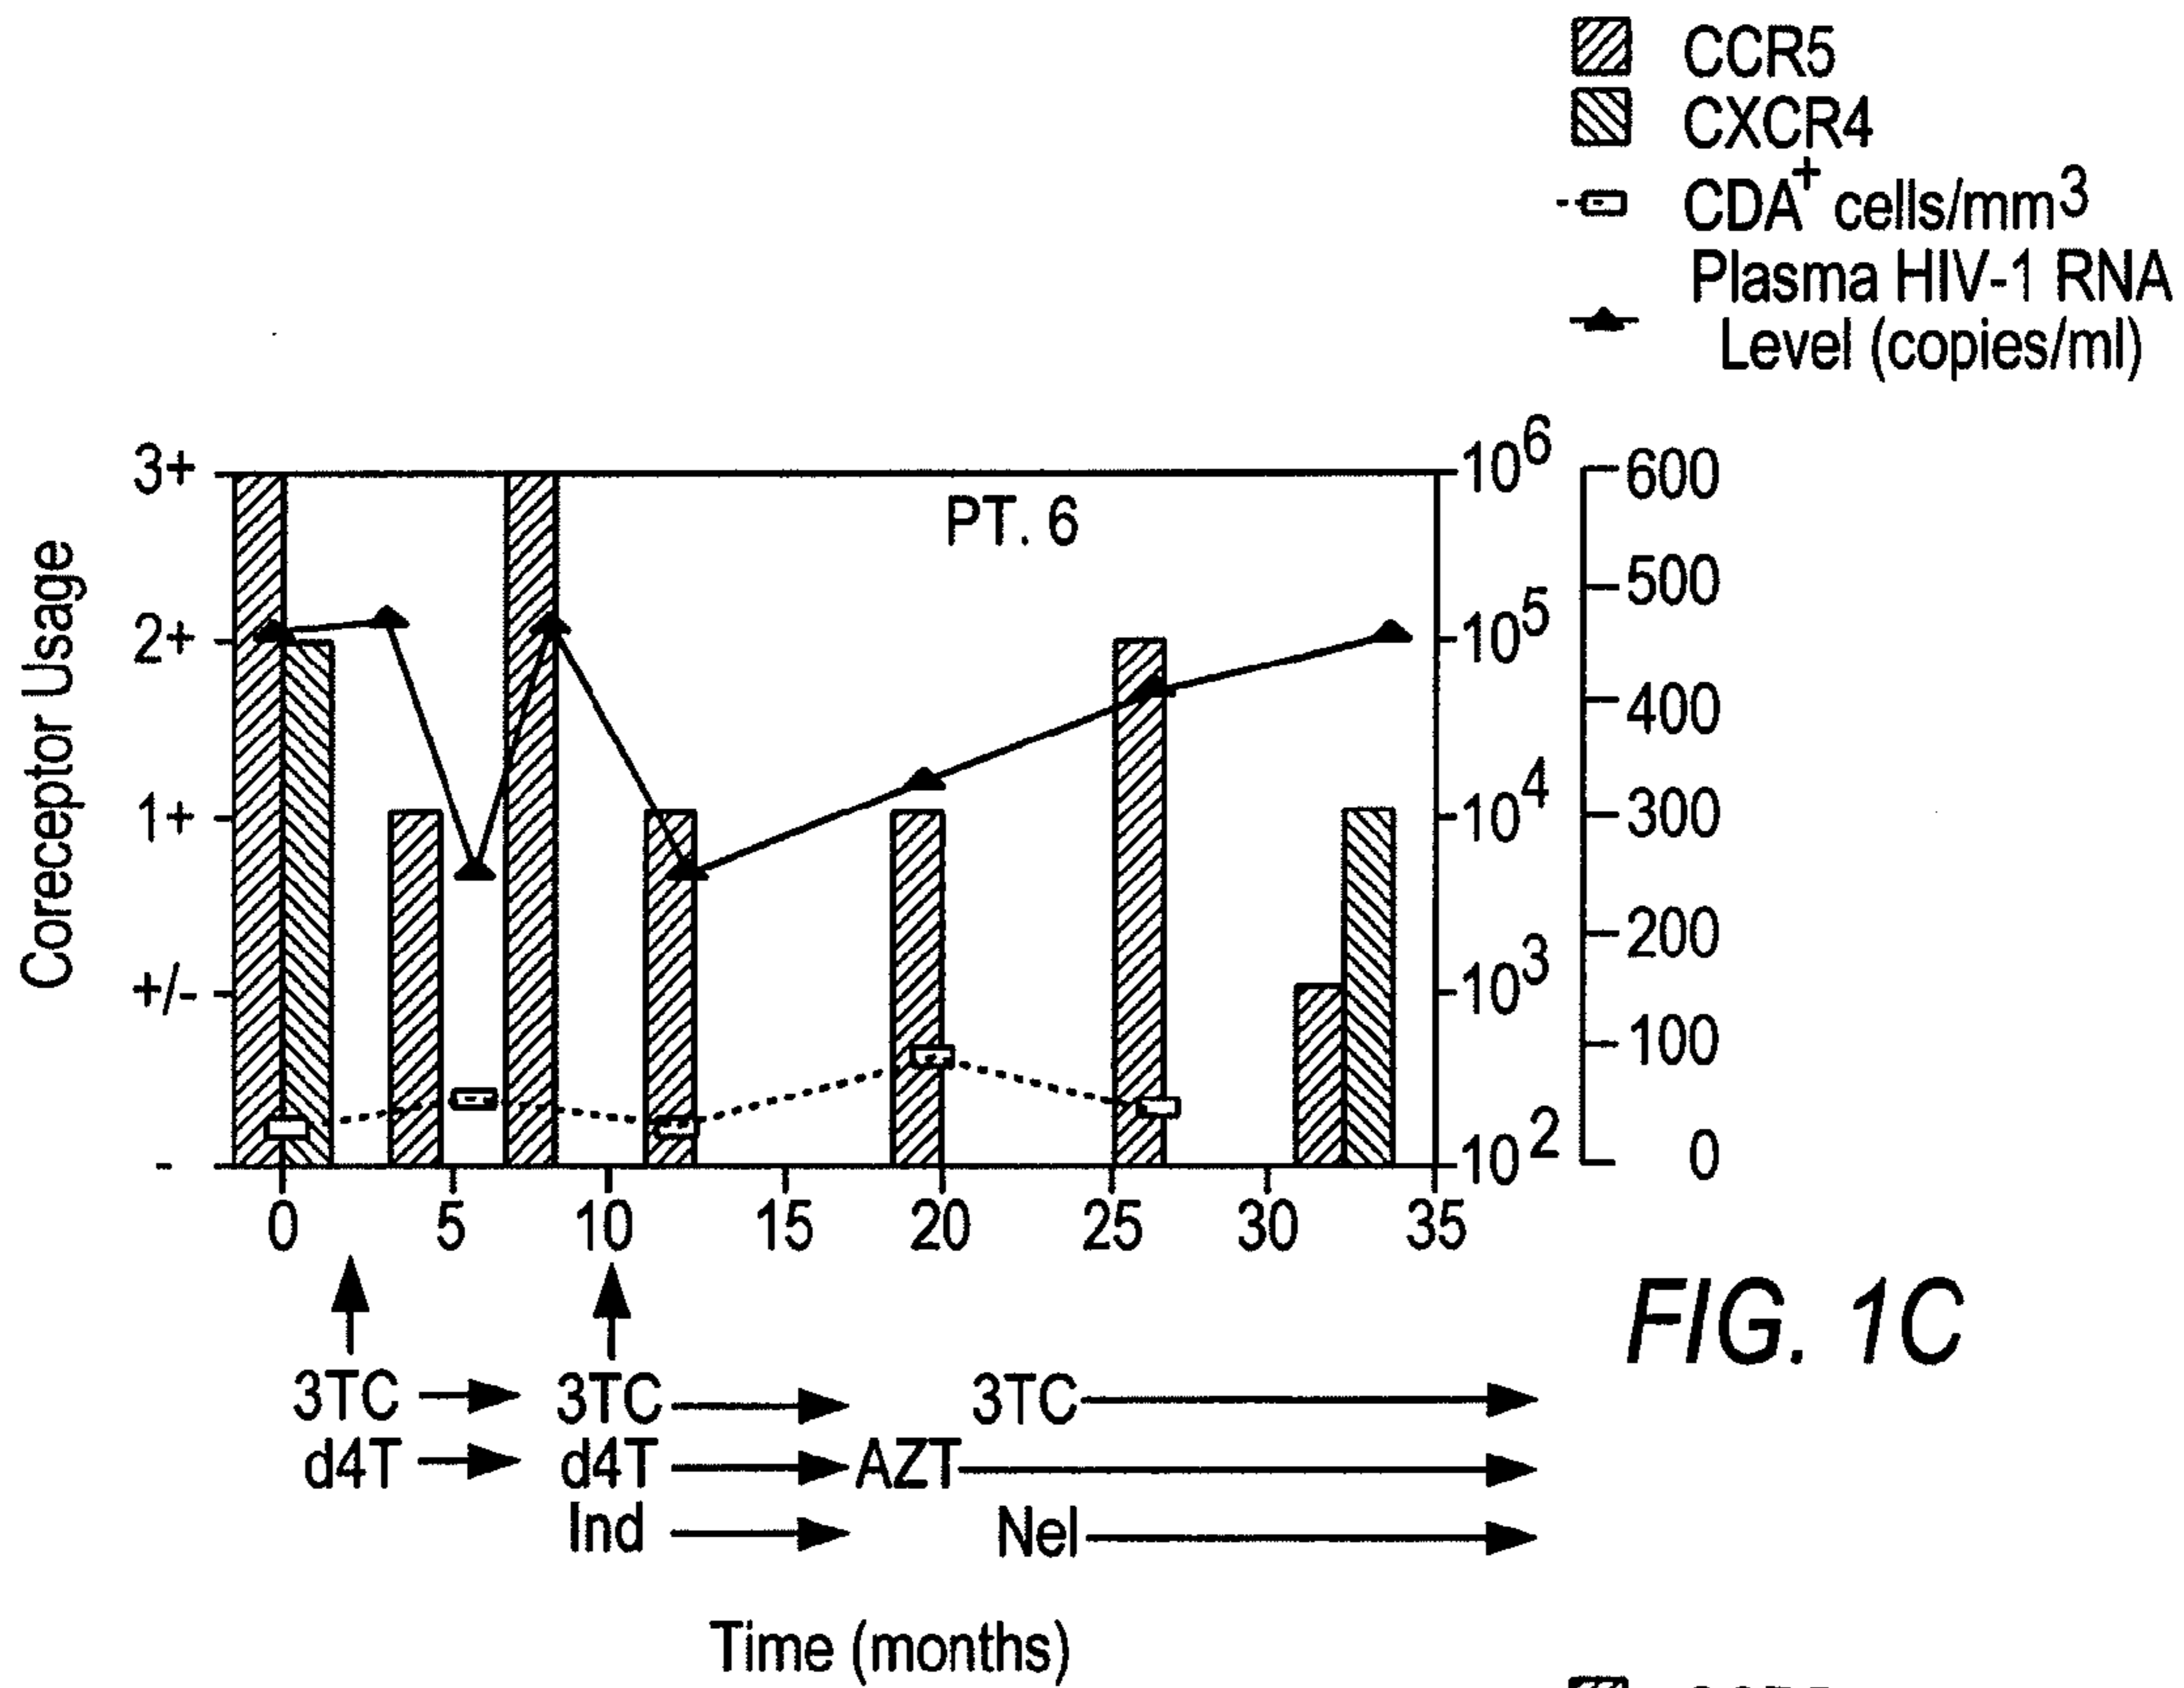 CCR5
CXCR4
CDA+ cells/mm3
Plasma HIV-1 RNA
Level (copies/ml)
Coreceptor Usage
3+
2+
1+
+/-
-
PT. 6
10^6
10^5
10^4
10^3
10^2
600
500
400
300
200
100
0
0 5 10 15 20 25 30 35
FIG. 1C
3TC 3TC 3TC
d4T d4T AZT
Ind Nel
Time (months)